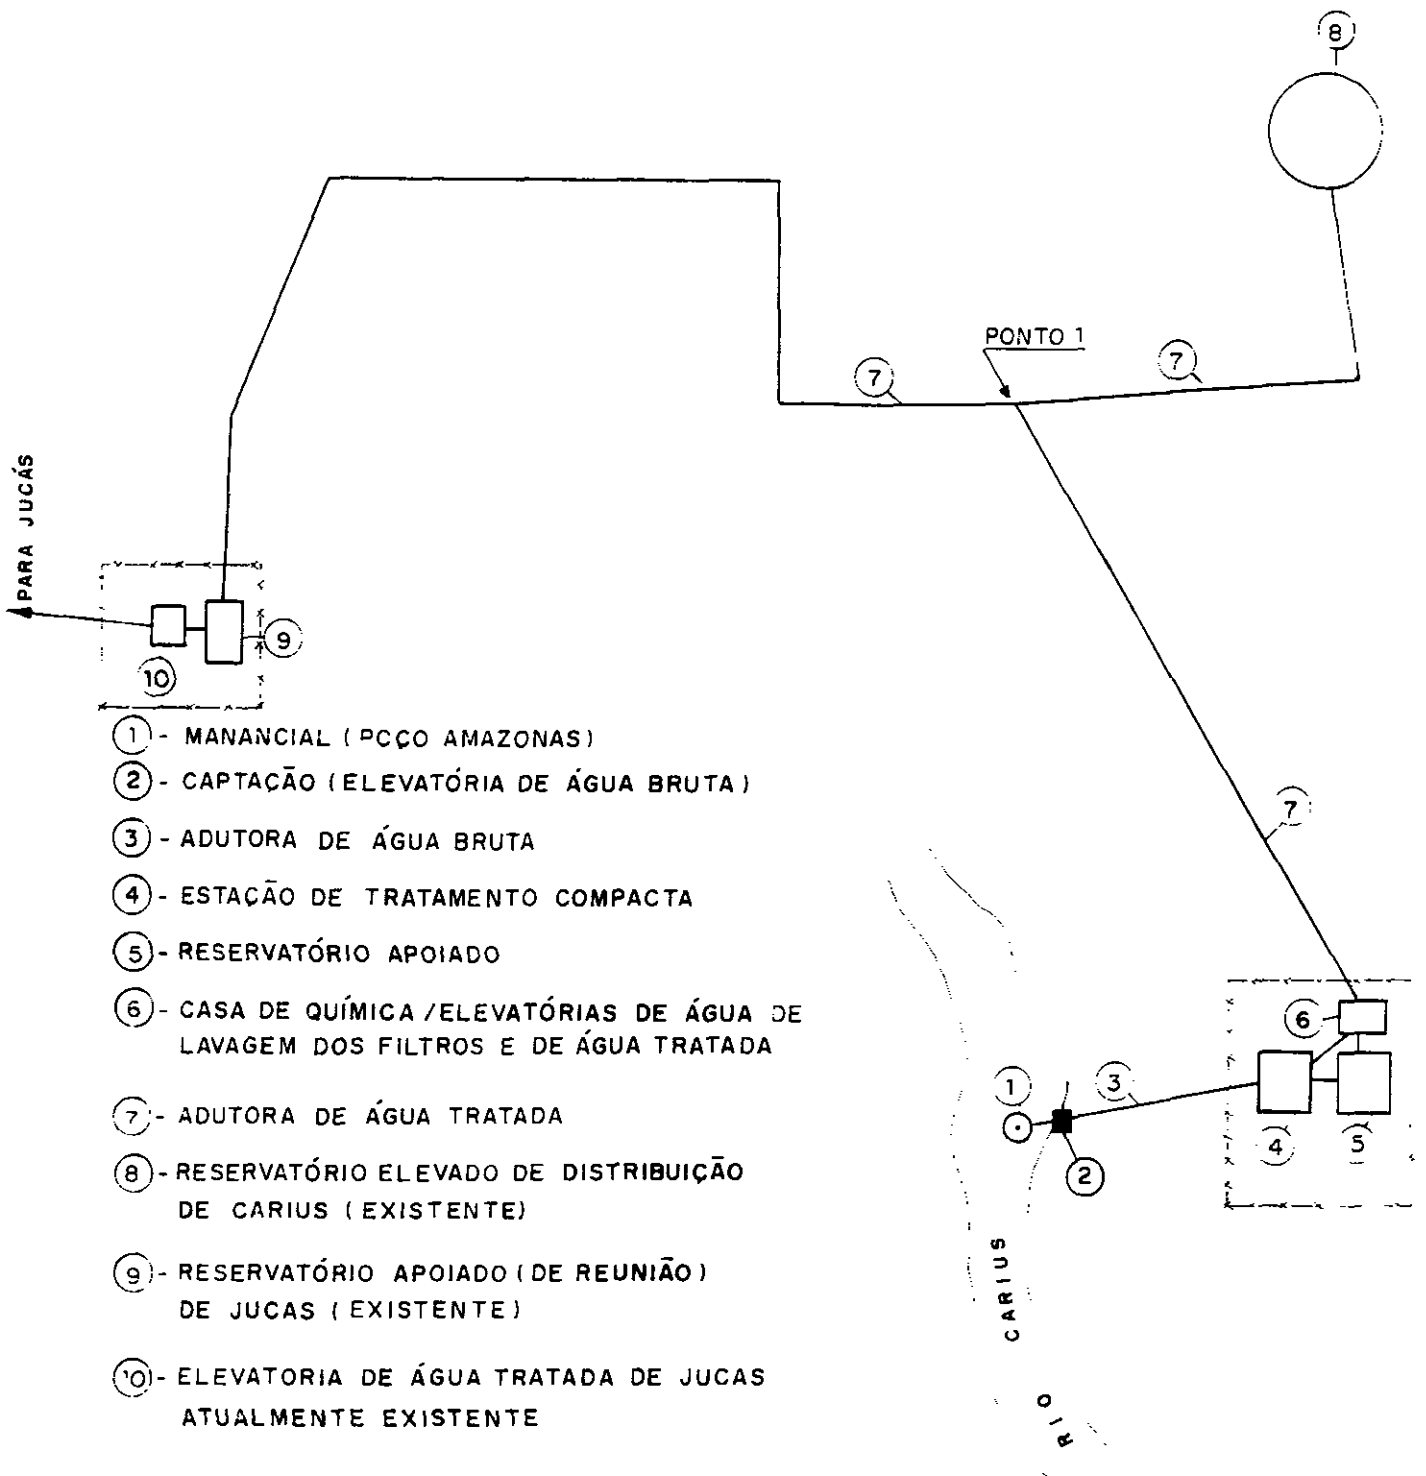 8
PONTO 1
7
7
PARA JUCÁS
9
10
1 - MANANCIAL ( POÇO AMAZONAS)
2 - CAPTAÇÃO (ELEVATÓRIA DE ÁGUA BRUTA)
3 - ADUTORA DE ÁGUA BRUTA
7
4 - ESTAÇÃO DE TRATAMENTO COMPACTA
5 - RESERVATÓRIO APOIADO
6 - CASA DE QUÍMICA /ELEVATÓRIAS DE ÁGUA DE
LAVAGEM DOS FILTROS E DE ÁGUA TRATADA
6
1
3
7 - ADUTORA DE ÁGUA TRATADA
4
5
2
8 - RESERVATÓRIO ELEVADO DE DISTRIBUIÇÃO
DE CARIUS ( EXISTENTE)
9 - RESERVATÓRIO APOIADO (DE REUNIÃO)
DE JUCAS ( EXISTENTE)
10 - ELEVATORIA DE ÁGUA TRATADA DE JUCAS
ATUALMENTE EXISTENTE
RIO CARIUS